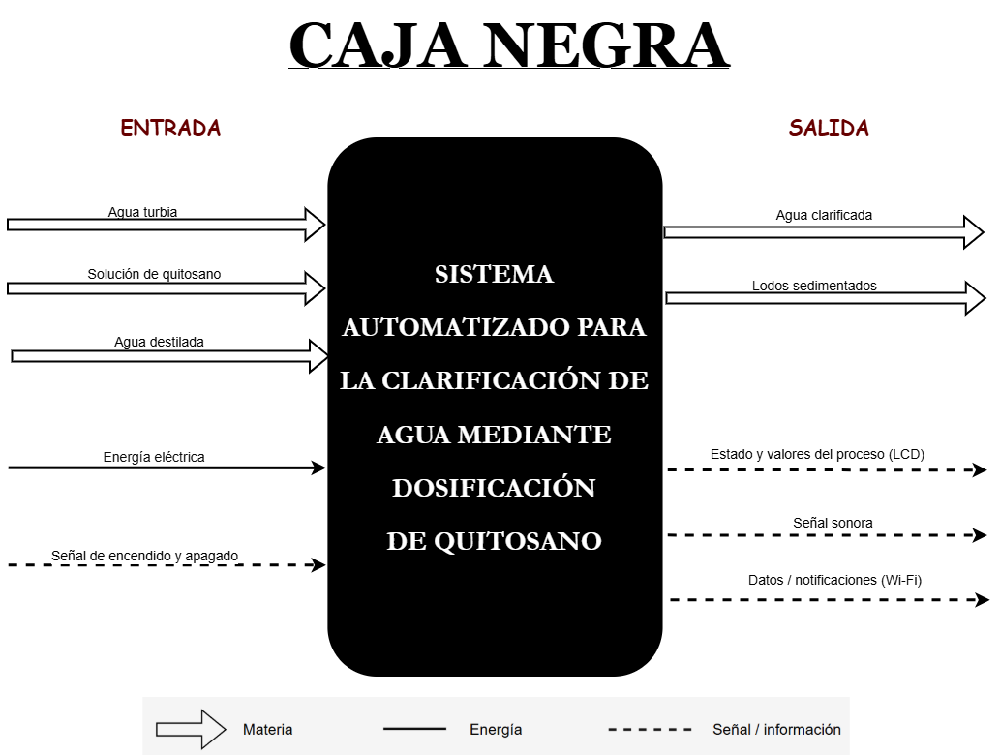 CAJA NEGRA
ENTRADA
SALIDA
Agua turbia
Agua clarificada
Solución de quitosano
Lodos sedimentados
Agua destilada
SISTEMA
AUTOMATIZADO PARA
LA CLARIFICACIÓN DE
AGUA MEDIANTE
DOSIFICACIÓN
DE QUITOSANO
Energía eléctrica
Estado y valores del proceso (LCD)
Señal sonora
Señal de encendido y apagado
Datos / notificaciones (Wi-Fi)
Materia
Energía
Señal / información